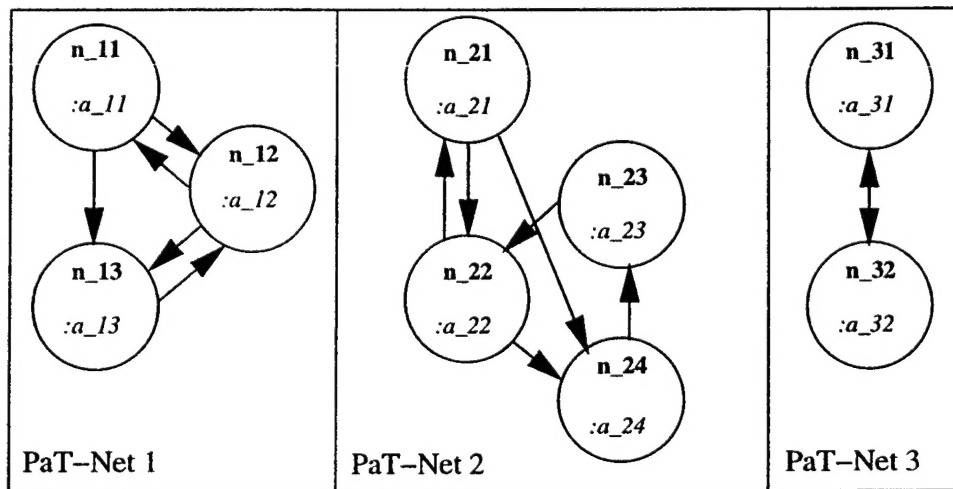 n_11
:a_11
n_12
:a_12
n_13
:a_13
PaT–Net 1
n_21
:a_21
n_23
:a_23
n_22
:a_22
n_24
:a_24
PaT–Net 2
n_31
:a_31
n_32
:a_32
PaT–Net 3